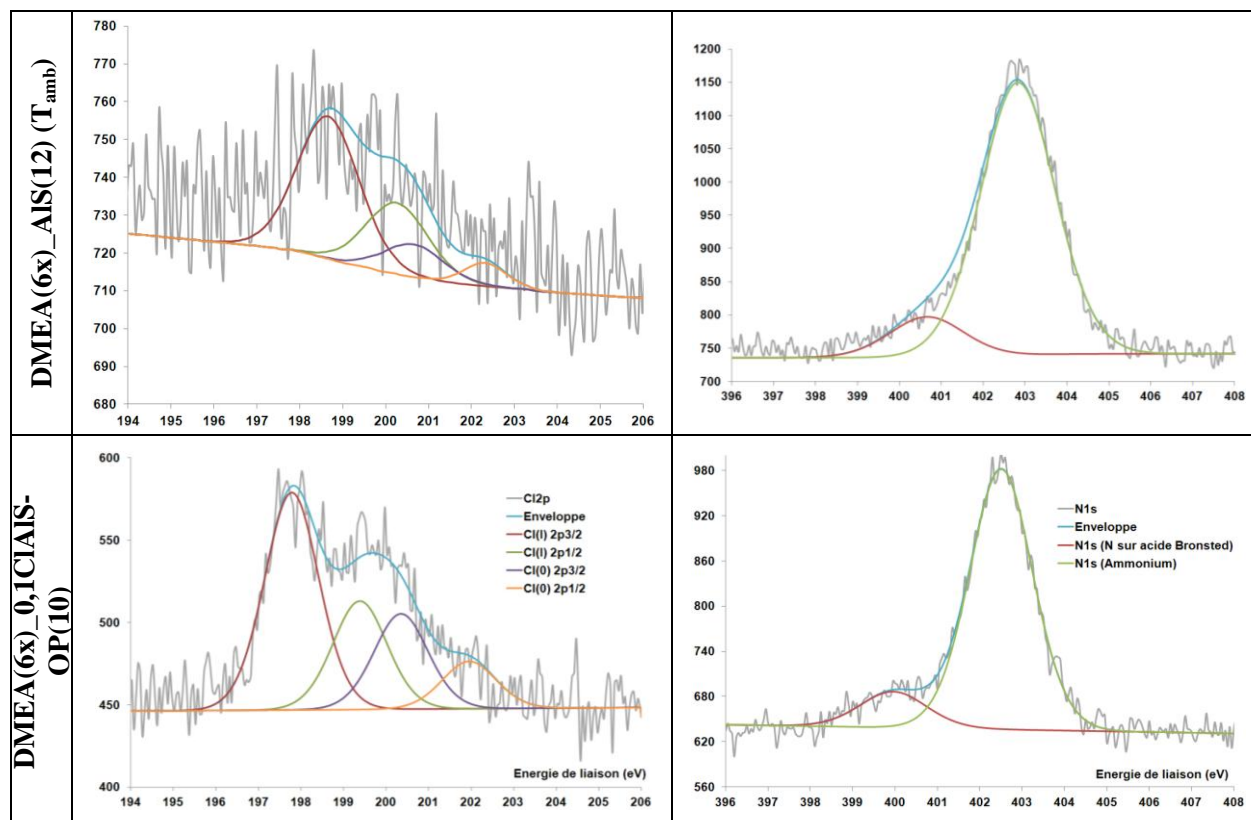 DMEA(6x)_AlS(12) (Tamb)
780
770
760
750
740
730
720
710
700
690
680
194 195 196 197 198 199 200 201 202 203 204 205 206
1200
1150
1100
1050
1000
950
900
850
800
750
700
396 397 398 399 400 401 402 403 404 405 406 407 408
DMEA(6x)_0,1ClAlS-
OP(10)
600
550
500
450
400
Cl2p
Enveloppe
Cl(I) 2p3/2
Cl(I) 2p1/2
Cl(0) 2p3/2
Cl(0) 2p1/2
Energie de liaison (eV)
194 195 196 197 198 199 200 201 202 203 204 205 206
980
920
860
800
740
680
620
560
N1s
Enveloppe
N1s (N sur acide Bronsted)
N1s (Ammonium)
Energie de liaison (eV)
396 397 398 399 400 401 402 403 404 405 406 407 408